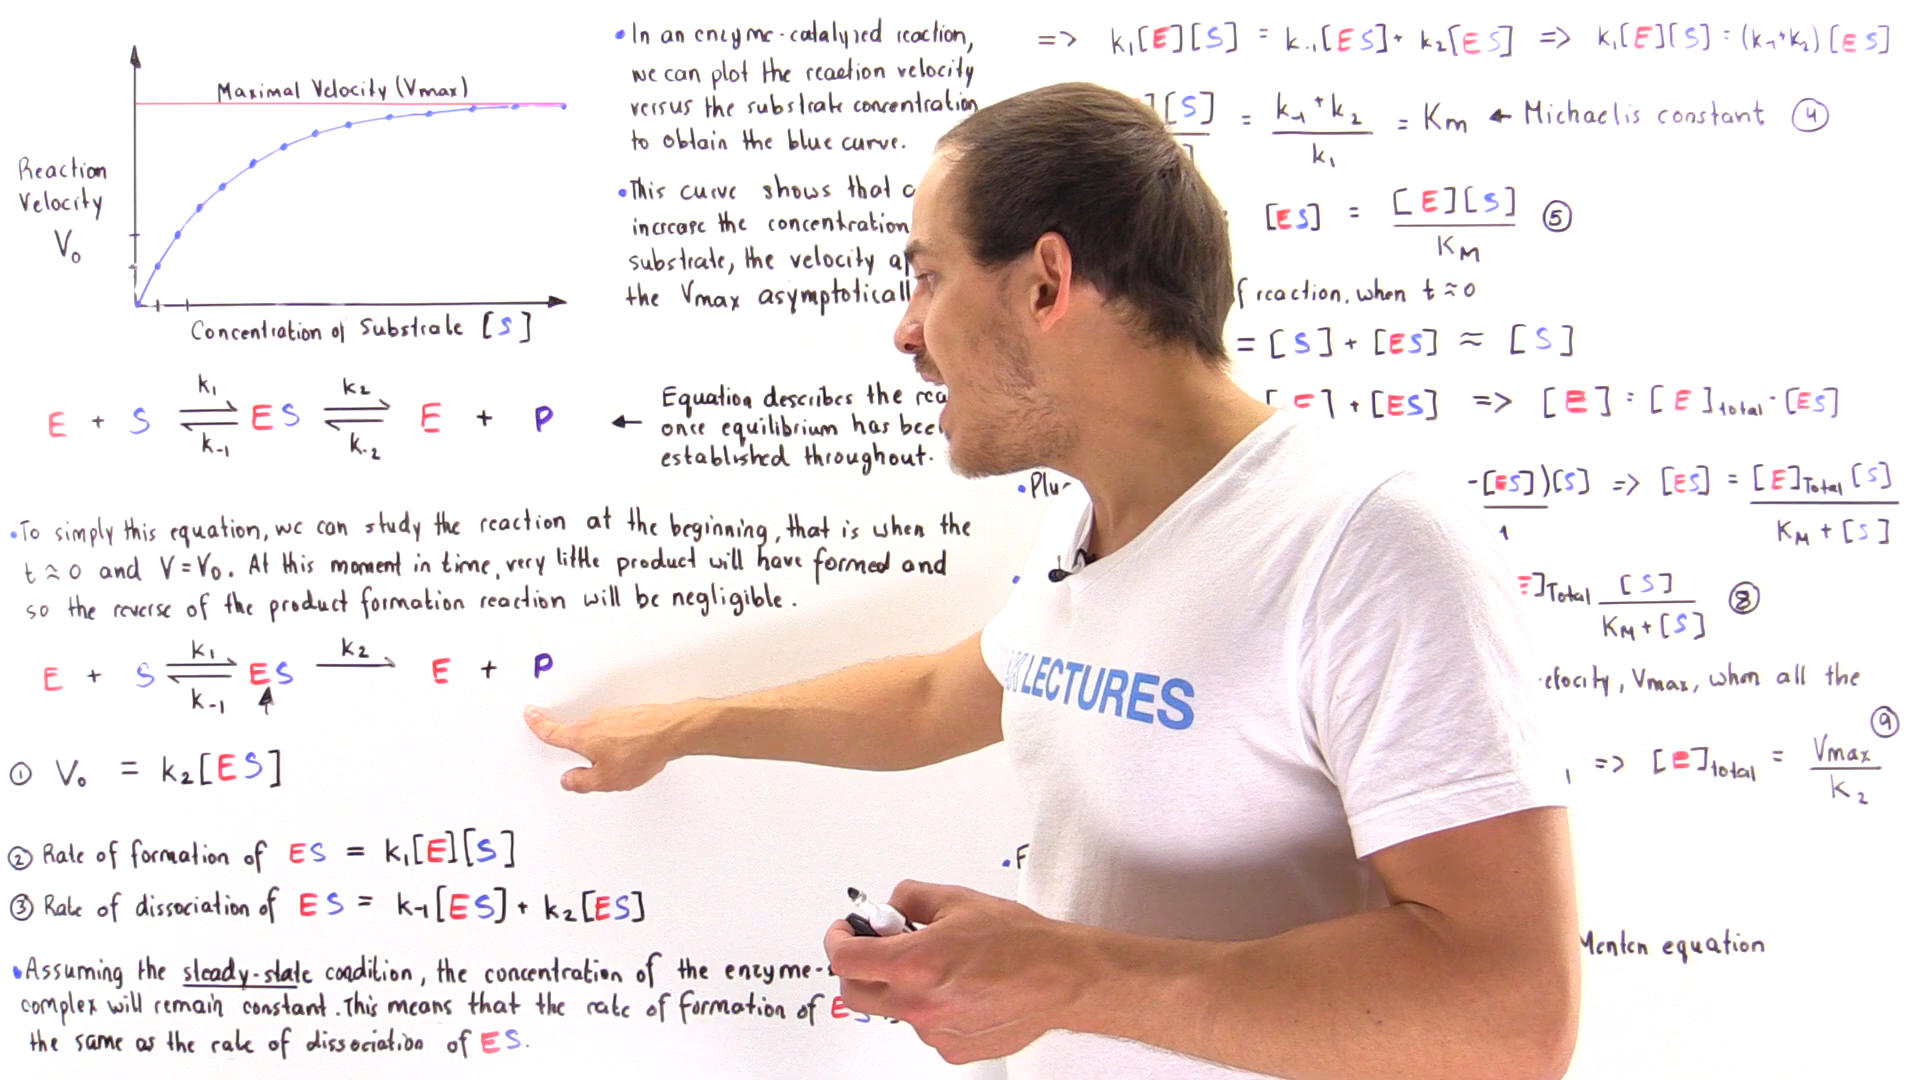 Maximal Velocity (Vmax)
Reaction
Velocity
V₀
Concentration of Substrate [S]
k₁ k₂
E + S ⇌ ES ⇌ E + P
k-₁ k-₂
← Equation describes the
once equilibrium has
established throughout.
• To simply this equation, we can study the reaction at the beginning, that is when the
t ≈ 0 and V = V₀. At this moment in time, very little product will have formed and
so the reverse of the product formation reaction will be negligible.
k₁ k₂
E + S ⇌ ES → E + P
k-₁
① V₀ = k₂[ES]
② Rate of formation of ES = k₁[E][S]
③ Rate of dissociation of ES = k-₁[ES] + k₂[ES]
• Assuming the steady-state condition, the concentration of the enzyme-
complex will remain constant. This means that the rate of formation of ES
the same as the rate of dissociation of ES.
• In an enzyme-catalyzed reaction,
we can plot the reaction velocity
versus the substrate concentration
to obtain the blue curve.
• This curve shows that
increase the concentration
substrate, the velocity
the Vmax
=> k₁[E][S] = k-₁[ES] + k₂[ES] => k₁[E][S] = (k-₁+k₂)[ES]
[S] = k-₁ + k₂ / k₁ = Km ← Michaelis constant ④
[ES] = [E][S] / KM ⑤
reaction, when t ≈ 0
= [S] + [ES] ≈ [S]
+ [ES] => [E] = [E]total - [ES]
-[ES])[S] => [ES] = [E]Total [S] / KM + [S]
]Total [S] / KM + [S] ⑧
Vmax, when all the
=> [E]total = Vmax / k₂ ⑨
Menten equation
LECTURES